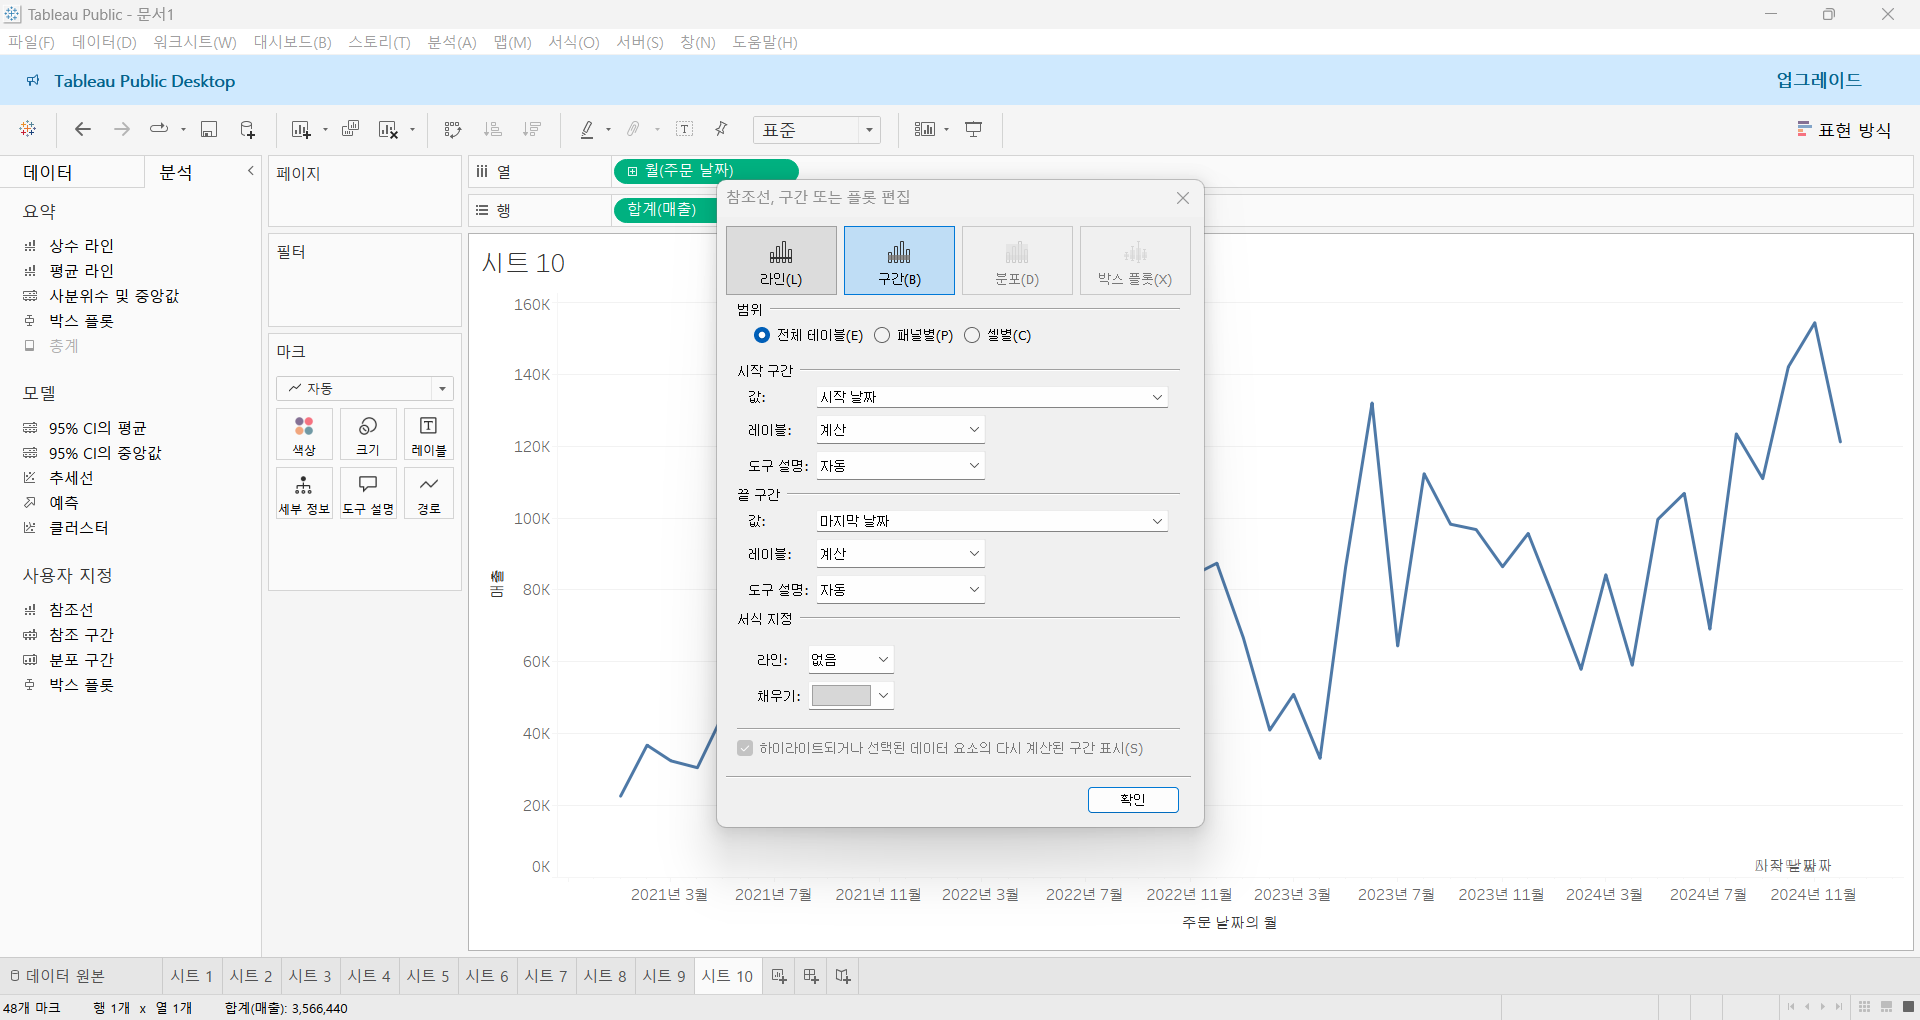 Tableau Public - 문서1
파일(F) 데이터(D) 워크시트(W) 대시보드(B) 스토리(T) 분석(A) 맵(M) 서식(O) 서버(S) 창(N) 도움말(H)
Tableau Public Desktop
업그레이드
표준
표현 방식
데이터
분석
요약
상수 라인
평균 라인
사분위수 및 중앙값
박스 플롯
총계
모델
95% CI의 평균
95% CI의 중앙값
추세선
예측
클러스터
사용자 지정
참조선
참조 구간
분포 구간
박스 플롯
페이지
필터
마크
자동
색상
크기
레이블
세부 정보
도구 설명
경로
열
월(주문 날짜)
행
합계(매출)
시트 10
160K
140K
120K
100K
80K
60K
40K
20K
0K
2021년 3월
2021년 7월
2021년 11월
2022년 3월
2022년 7월
2022년 11월
2023년 3월
2023년 7월
2023년 11월
2024년 3월
2024년 7월
2024년 11월
주문 날짜의 월
참조선, 구간 또는 플롯 편집
라인(L)
구간(B)
분포(D)
박스 플롯(X)
범위
전체 테이블(E)
패널별(P)
셀별(C)
시작 구간
값: 시작 날짜
레이블: 계산
도구 설명: 자동
끝 구간
값: 마지막 날짜
레이블: 계산
도구 설명: 자동
서식 지정
라인: 없음
채우기:
하이라이트되거나 선택된 데이터 요소의 다시 계산된 구간 표시(S)
확인
데이터 원본
시트 1
시트 2
시트 3
시트 4
시트 5
시트 6
시트 7
시트 8
시트 9
시트 10
48개 마크
행 1개 x 열 1개
합계(매출): 3,566,440